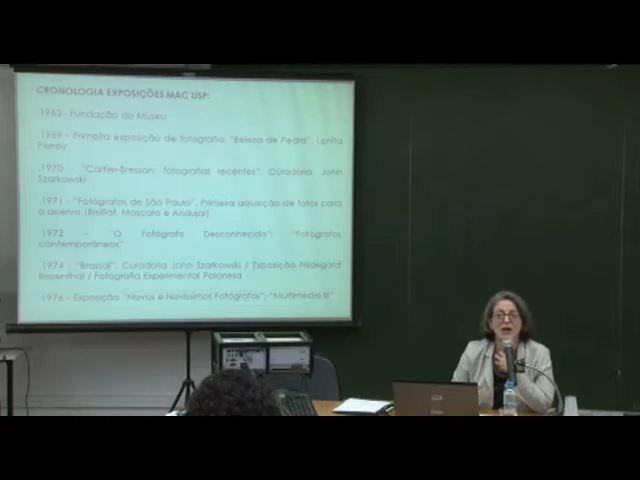 CRONOLOGIA EXPOSIÇÕES MAC USP:
1963 - Fundação do Museu
1969 - Primeira exposição de fotografia: "Beleza de Pedra", Lenita Perroy
1970 - "Cartier-Bresson: fotografias recentes". Curadoria John Szarkowski
1971 - "Fotógrafos de São Paulo". Primeira aquisição de fotos para o acervo (Bisilliat, Mascaro e Andujar)
1972 - "O Fotógrafo Desconhecido"; "Fotógrafos contemporâneos"
1974 - "Brassaï". Curadoria John Szarkowski / Exposição Hildegard Rosenthal / Fotografia Experimental Polonesa
1976 - Exposição "Novos e Novíssimos Fotógrafos"; "Multimedia II"